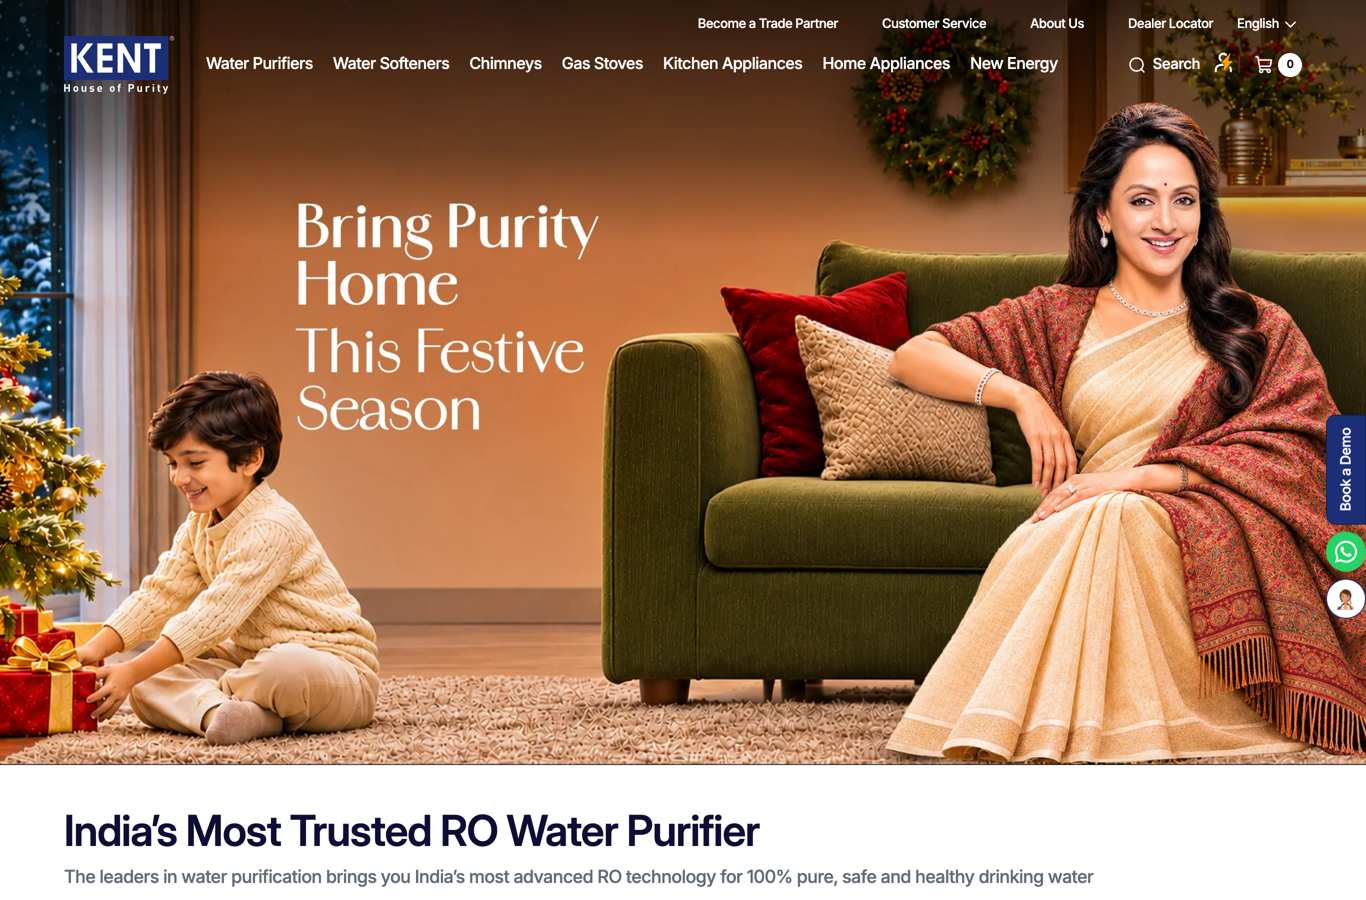 Become a Trade Partner Customer Service About Us Dealer Locator English
KENT®
House of Purity
Water Purifiers Water Softeners Chimneys Gas Stoves Kitchen Appliances Home Appliances New Energy Search 0
Bring Purity
Home
This Festive
Season
Book a Demo
India's Most Trusted RO Water Purifier
The leaders in water purification brings you India's most advanced RO technology for 100% pure, safe and healthy drinking water